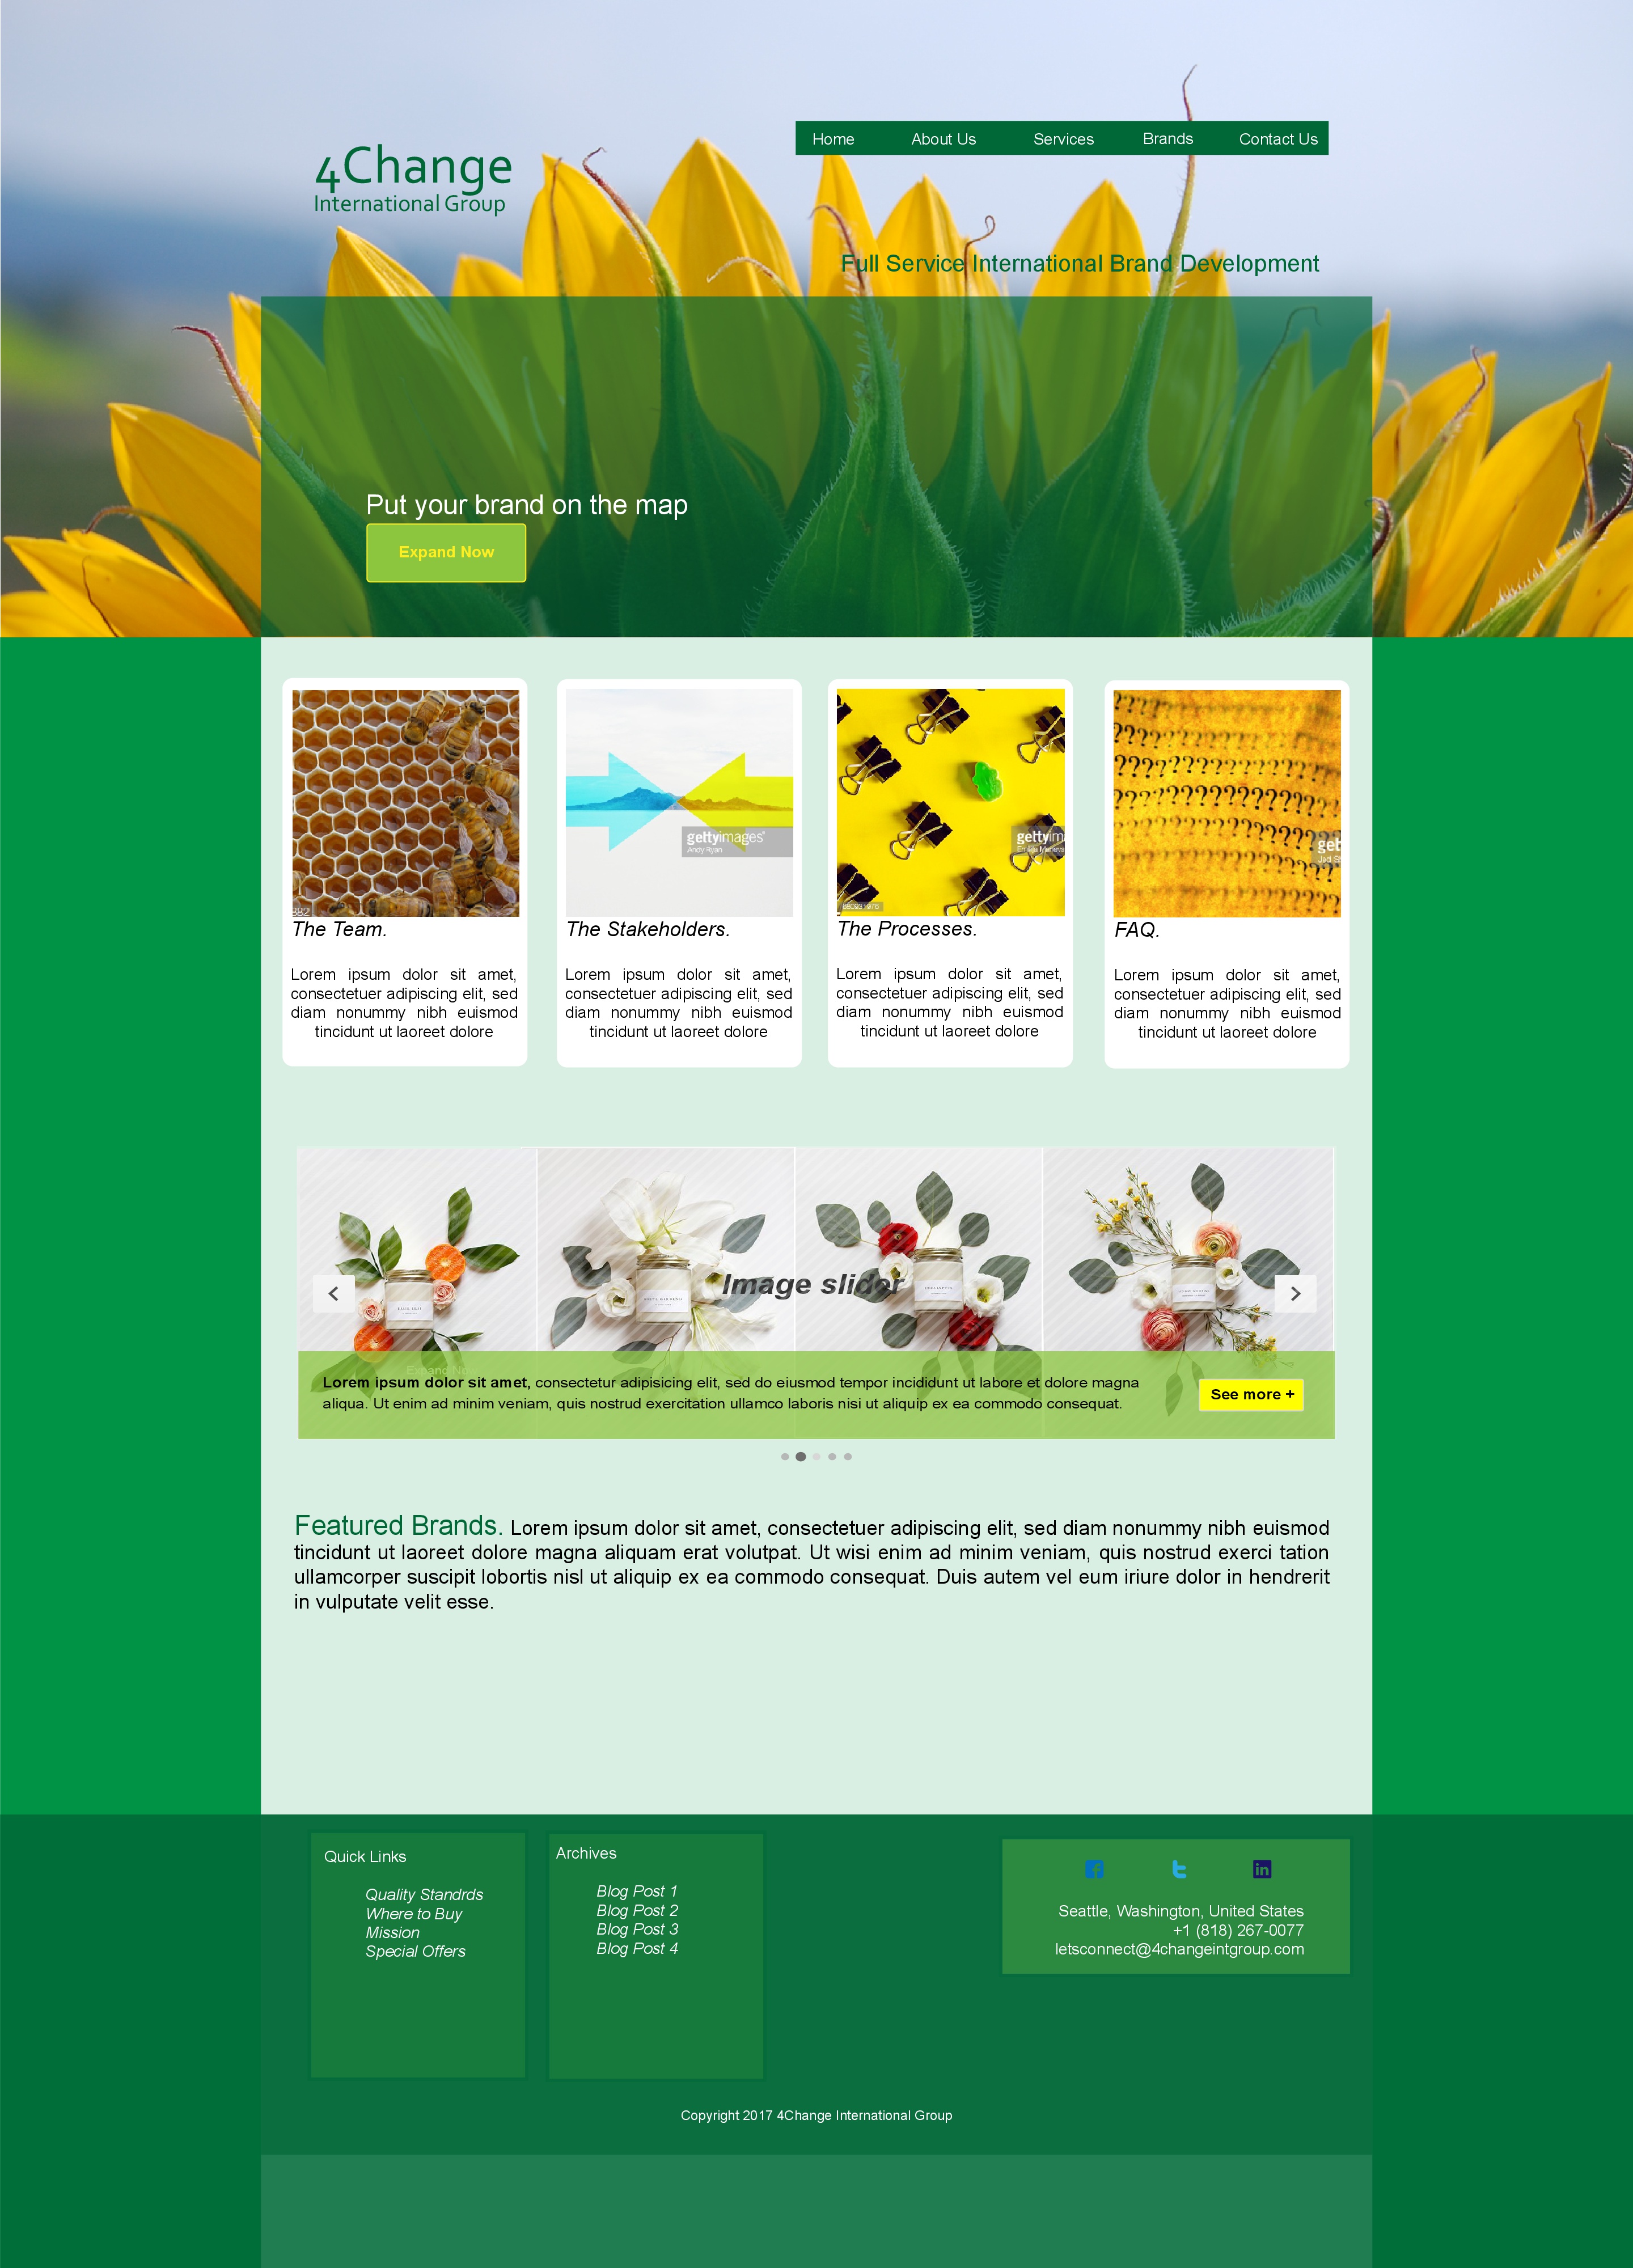 Home About Us Services Brands Contact Us
4Change
International Group
Full Service International Brand Development
Put your brand on the map
Expand Now
882
gettyimages®
Andy Ryan
gettyim
880931976
The Team.
Lorem ipsum dolor sit amet,
consectetuer adipiscing elit, sed
diam nonummy nibh euismod
tincidunt ut laoreet dolore
The Stakeholders.
Lorem ipsum dolor sit amet,
consectetuer adipiscing elit, sed
diam nonummy nibh euismod
tincidunt ut laoreet dolore
The Processes.
Lorem ipsum dolor sit amet,
consectetuer adipiscing elit, sed
diam nonummy nibh euismod
tincidunt ut laoreet dolore
FAQ.
Lorem ipsum dolor sit amet,
consectetuer adipiscing elit, sed
diam nonummy nibh euismod
tincidunt ut laoreet dolore
Image slider
Expand Now
Lorem ipsum dolor sit amet, consectetur adipisicing elit, sed do eiusmod tempor incididunt ut labore et dolore magna
aliqua. Ut enim ad minim veniam, quis nostrud exercitation ullamco laboris nisi ut aliquip ex ea commodo consequat.
See more +
Featured Brands. Lorem ipsum dolor sit amet, consectetuer adipiscing elit, sed diam nonummy nibh euismod
tincidunt ut laoreet dolore magna aliquam erat volutpat. Ut wisi enim ad minim veniam, quis nostrud exerci tation
ullamcorper suscipit lobortis nisl ut aliquip ex ea commodo consequat. Duis autem vel eum iriure dolor in hendrerit
in vulputate velit esse.
Quick Links
Quality Standrds
Where to Buy
Mission
Special Offers
Archives
Blog Post 1
Blog Post 2
Blog Post 3
Blog Post 4
Seattle, Washington, United States
+1 (818) 267-0077
letsconnect@4changeintgroup.com
Copyright 2017 4Change International Group